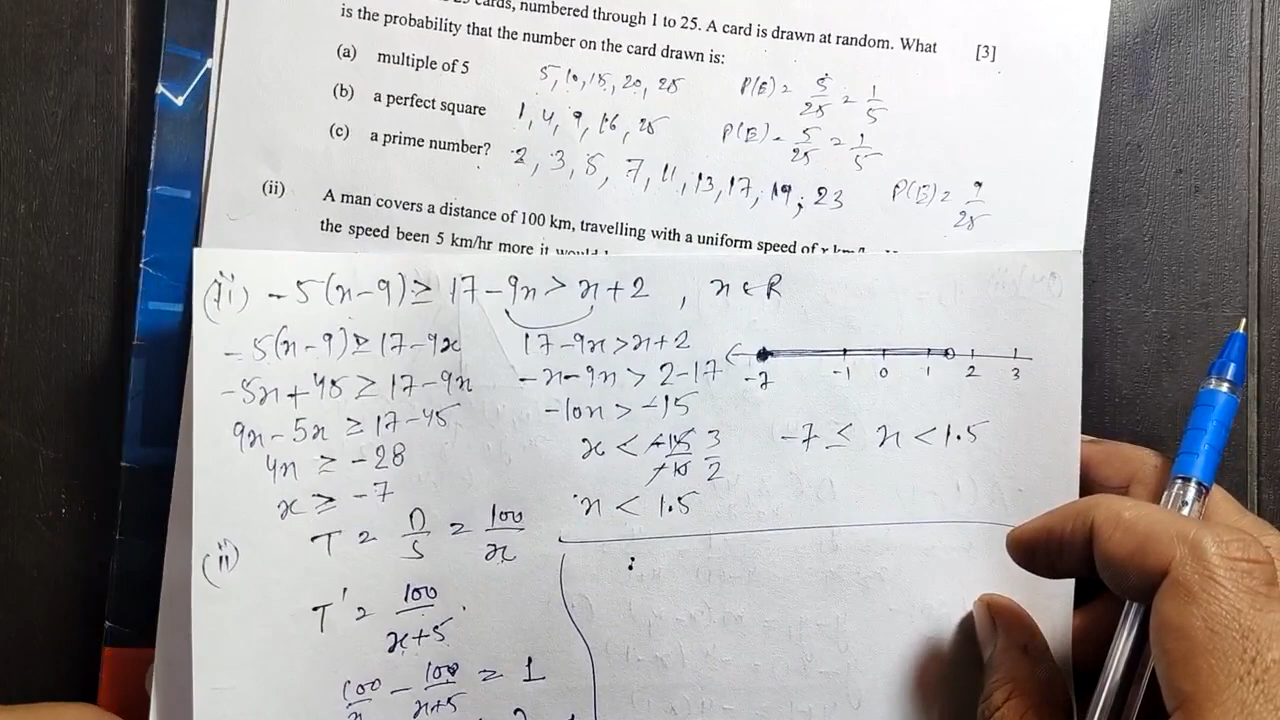 cards, numbered through 1 to 25. A card is drawn at random. What [3]
is the probability that the number on the card drawn is:
(a) multiple of 5 5, 10, 15, 20, 25 P(E) = 5/25 = 1/5
(b) a perfect square 1, 4, 9, 16, 25 P(E) = 5/25 = 1/5
(c) a prime number? 2, 3, 5, 7, 11, 13, 17, 19, 23 P(E) = 9/25
(ii) A man covers a distance of 100 km, travelling with a uniform speed of x
the speed been 5 km/hr more it would
-5(x-9) ≥ 17-9x > x+2 , x ∈ R
-5(x-9) ≥ 17-9x
-5x+45 ≥ 17-9x
9x-5x ≥ 17-45
4x ≥ -28
x ≥ -7
17-9x > x+2
-x-9x > 2-17
-10x > -15
x < -15/-10 3/2
x < 1.5
-7 -1 0 1 2 3
-7 ≤ x < 1.5
(ii) T = D/S = 100/x
T' = 100/x+5
100/x - 100/x+5 = 1